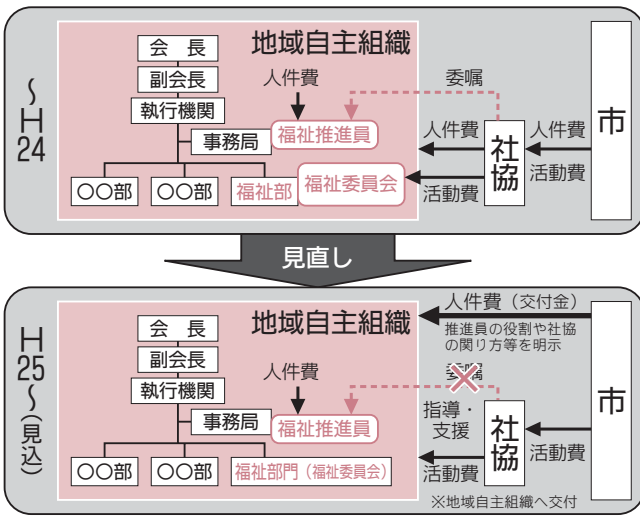 〜H24
地域自主組織
会 長
副会長
執行機関
事務局
人件費
福祉推進員
〇〇部
〇〇部
福祉部
福祉委員会
委嘱
人件費
活動費
社協
人件費
活動費
市
見直し
H25〜(見込)
地域自主組織
会 長
副会長
執行機関
事務局
人件費
福祉推進員
〇〇部
〇〇部
福祉部門(福祉委員会)
人件費(交付金)
推進員の役割や社協
の関り方等を明示
委嘱
指導・
支援
活動費
社協
活動費
市
※地域自主組織へ交付